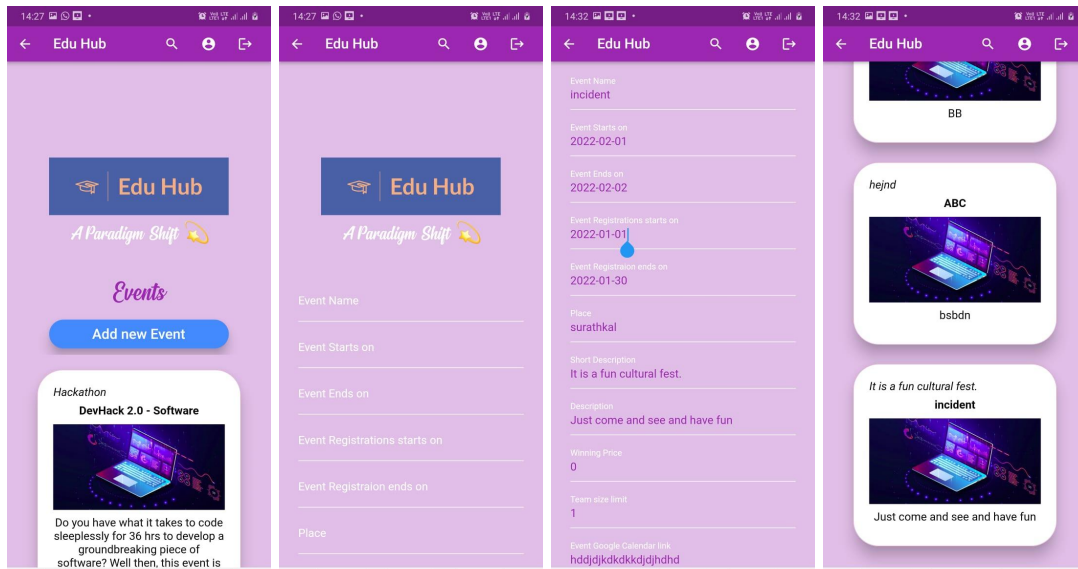 14:27
Edu Hub
Edu Hub
A Paradigm Shift
Events
Add new Event
Hackathon
DevHack 2.0 - Software
Do you have what it takes to code
sleeplessly for 36 hrs to develop a
groundbreaking piece of
software? Well then, this event is
14:27
Edu Hub
Edu Hub
A Paradigm Shift
Event Name
Event Starts on
Event Ends on
Event Registrations starts on
Event Registraion ends on
Place
14:32
Edu Hub
Event Name
incident
Event Starts on
2022-02-01
Event Ends on
2022-02-02
Event Registrations starts on
2022-01-01
Event Registraion ends on
2022-01-30
Place
surathkal
Short Description
It is a fun cultural fest.
Description
Just come and see and have fun
Winning Price
0
Team size limit
1
Event Google Calendar link
hddjdjkdkdkkdjdjhdhd
14:32
Edu Hub
BB
hejnd
ABC
bsbdn
It is a fun cultural fest.
incident
Just come and see and have fun